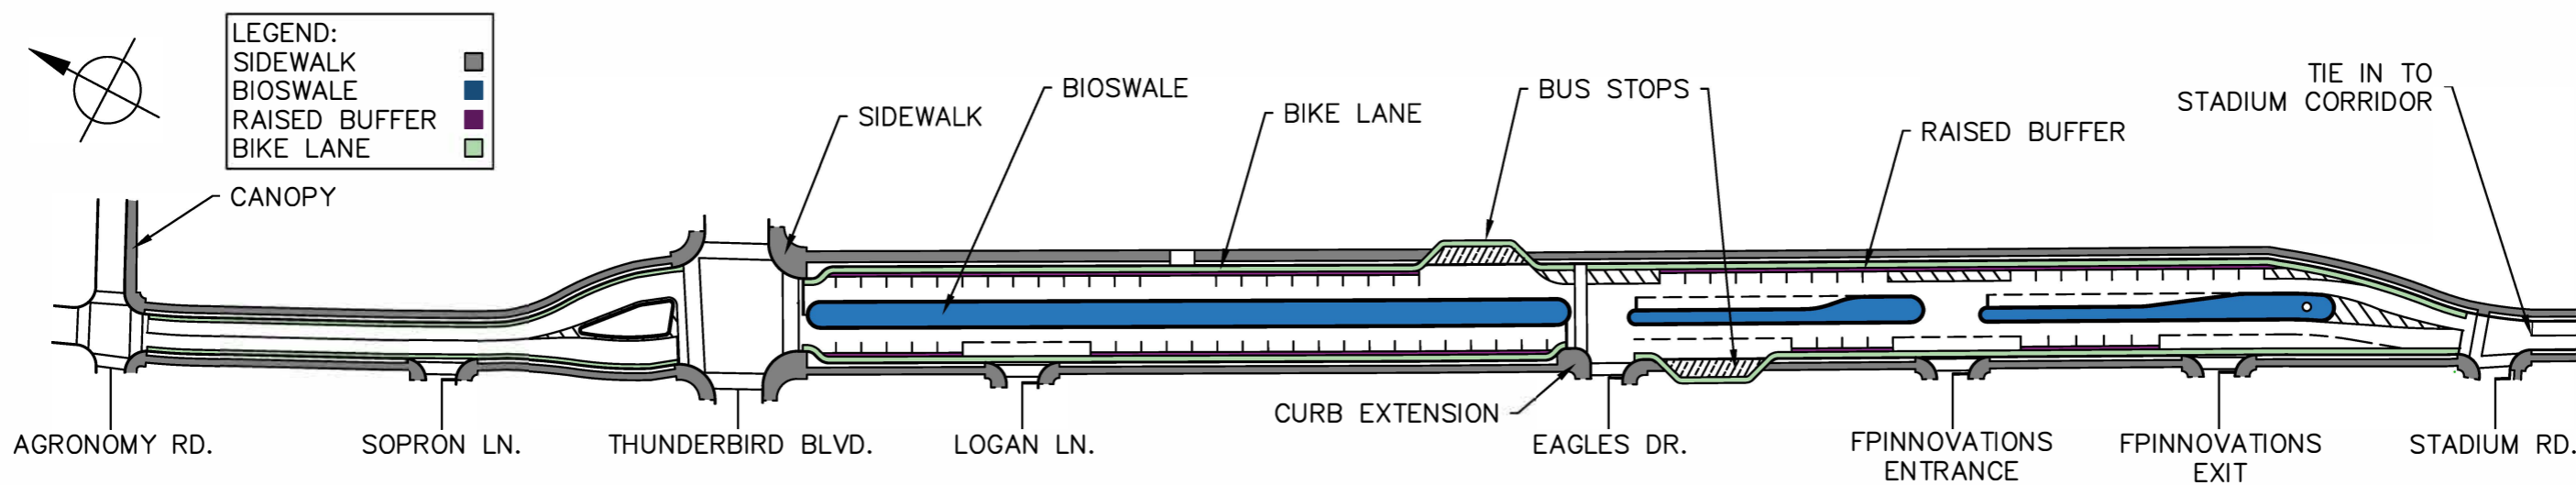 LEGEND:
SIDEWALK
BIOSWALE
RAISED BUFFER
BIKE LANE
CANOPY
SIDEWALK
BIOSWALE
BIKE LANE
BUS STOPS
RAISED BUFFER
TIE IN TO
STADIUM CORRIDOR
CURB EXTENSION
AGRONOMY RD.
SOPRON LN.
THUNDERBIRD BLVD.
LOGAN LN.
EAGLES DR.
FPINNOVATIONS
ENTRANCE
FPINNOVATIONS
EXIT
STADIUM RD.